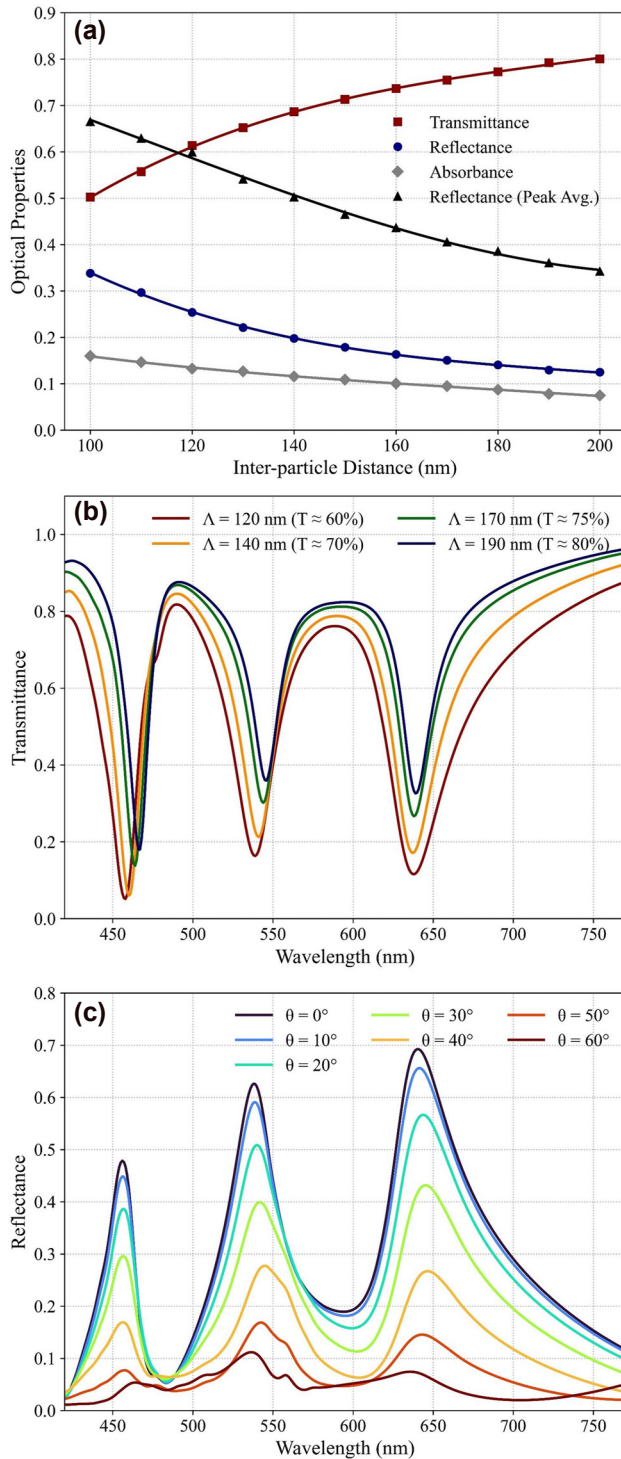 (a)
0.9
0.8
0.7
0.6
0.5
0.4
0.3
0.2
0.1
0.0
Optical Properties
Transmittance
Reflectance
Absorbance
Reflectance (Peak Avg.)
100 120 140 160 180 200
Inter-particle Distance (nm)
(b)
Λ = 120 nm (T ≈ 60%) Λ = 170 nm (T ≈ 75%)
Λ = 140 nm (T ≈ 70%) Λ = 190 nm (T ≈ 80%)
1.0
0.8
0.6
0.4
0.2
0.0
Transmittance
450 500 550 600 650 700 750
Wavelength (nm)
(c)
θ = 0° θ = 30° θ = 50°
θ = 10° θ = 40° θ = 60°
θ = 20°
0.8
0.7
0.6
0.5
0.4
0.3
0.2
0.1
0.0
Reflectance
450 500 550 600 650 700 750
Wavelength (nm)